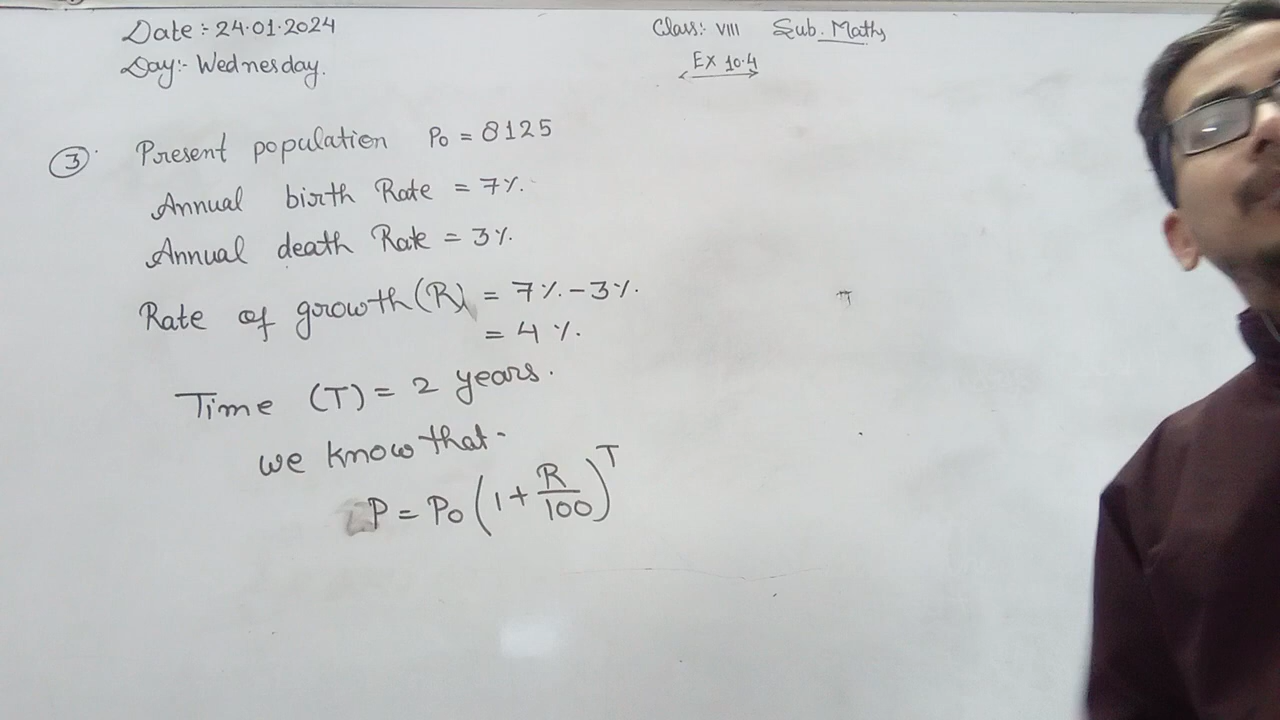 Date : 24.01.2024
Class:- VIII Sub. Maths
Day:- Wednesday.
EX 10.4
3. Present population P₀ = 8125
Annual birth Rate = 7%.
Annual death Rate = 3%.
Rate of growth (R) = 7%. - 3%.
= 4%.
Time (T) = 2 years.
we know that -
P = P₀ (1 + R/100)^T